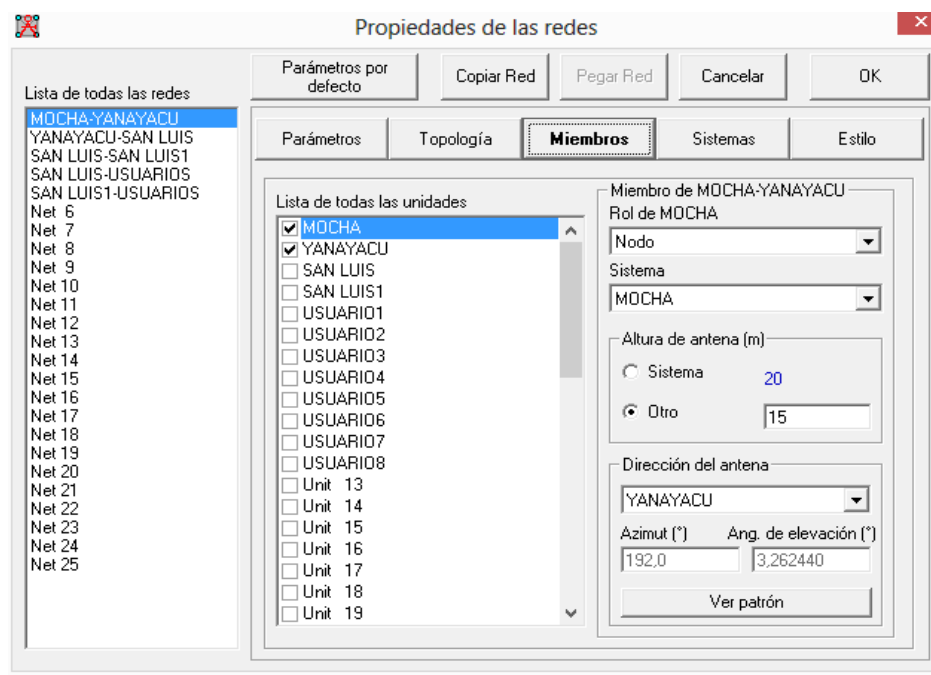 Propiedades de las redes
Parámetros por defecto
Copiar Red
Pegar Red
Cancelar
OK
Lista de todas las redes
MOCHA-YANAYACU
YANAYACU-SAN LUIS
SAN LUIS-SAN LUIS1
SAN LUIS-USUARIOS
SAN LUIS1-USUARIOS
Net 6
Net 7
Net 8
Net 9
Net 10
Net 11
Net 12
Net 13
Net 14
Net 15
Net 16
Net 17
Net 18
Net 19
Net 20
Net 21
Net 22
Net 23
Net 24
Net 25
Parámetros
Topología
Miembros
Sistemas
Estilo
Lista de todas las unidades
MOCHA
YANAYACU
SAN LUIS
SAN LUIS1
USUARIO1
USUARIO2
USUARIO3
USUARIO4
USUARIO5
USUARIO6
USUARIO7
USUARIO8
Unit 13
Unit 14
Unit 15
Unit 16
Unit 17
Unit 18
Unit 19
Miembro de MOCHA-YANAYACU
Rol de MOCHA
Nodo
Sistema
MOCHA
Altura de antena (m)
Sistema 20
Otro 15
Dirección del antena
YANAYACU
Azimut (°) Ang. de elevación (°)
192,0 3,262440
Ver patrón